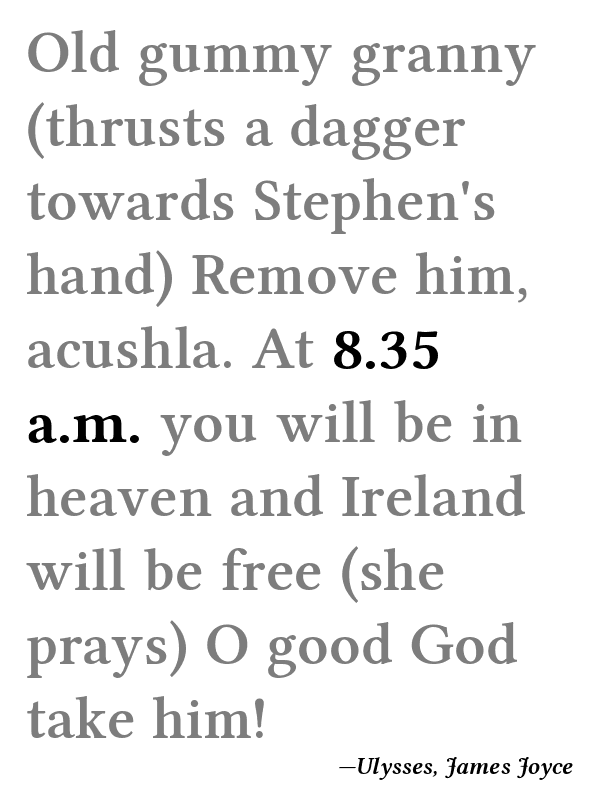 Old gummy granny
(thrusts a dagger
towards Stephen's
hand) Remove him,
acushla. At 8.35
a.m. you will be in
heaven and Ireland
will be free (she
prays) O good God
take him!
—Ulysses, James Joyce